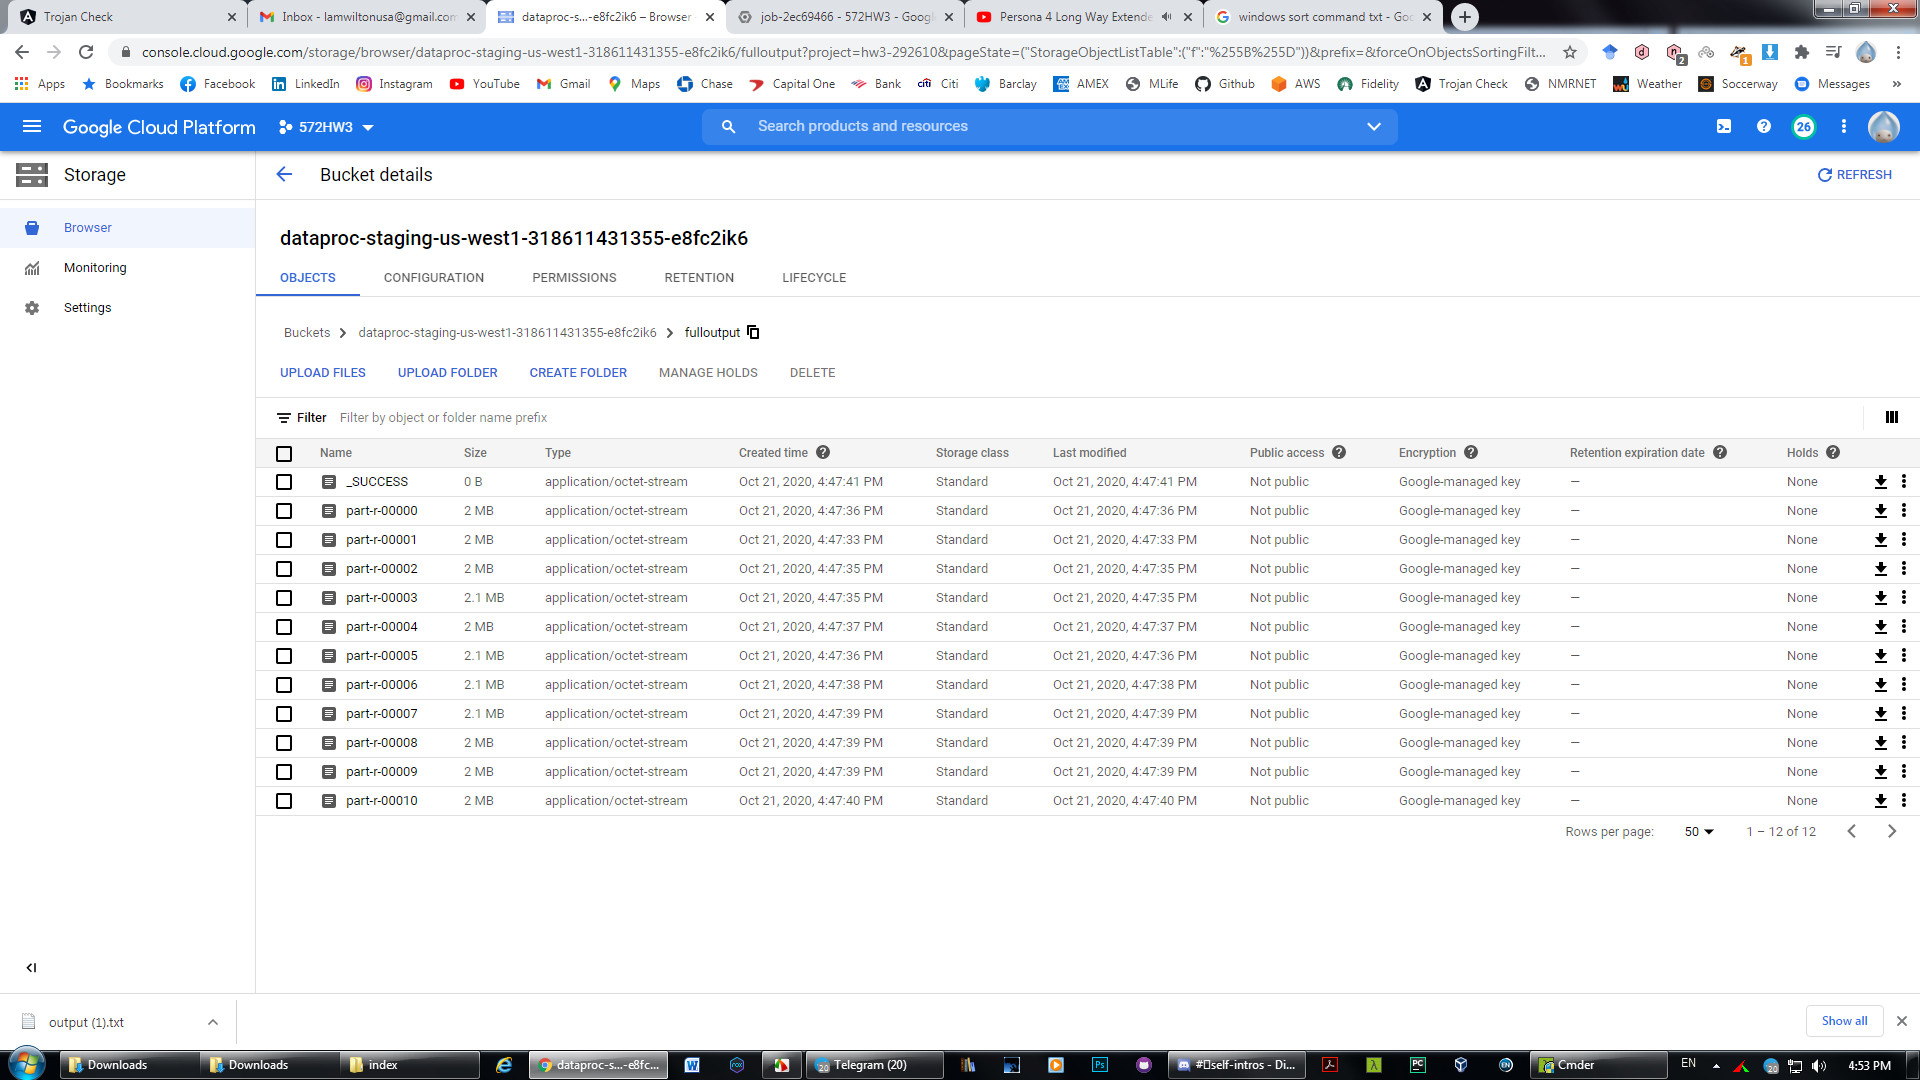 Trojan Check
Inbox - lamwiltonusa@gmail.com
dataproc-s...-e8fc2ik6 – Browser
job-2ec69466 - 572HW3 - Google
Persona 4 Long Way Extende
windows sort command txt - Goo
console.cloud.google.com/storage/browser/dataproc-staging-us-west1-318611431355-e8fc2ik6/fulloutput?project=hw3-292610&pageState=("StorageObjectListTable":("f":"%255B%255D"))&prefix=&forceOnObjectsSortingFilt...
2
1
Apps
Bookmarks
Facebook
LinkedIn
Instagram
YouTube
Gmail
Maps
Chase
Capital One
Bank
citi Citi
Barclay
AMEX
MLife
Github
AWS
Fidelity
Trojan Check
NMRNET
Weather
Soccerway
Messages
»
Google Cloud Platform
572HW3
Search products and resources
26
Storage
Bucket details
REFRESH
Browser
Monitoring
Settings
dataproc-staging-us-west1-318611431355-e8fc2ik6
OBJECTS CONFIGURATION PERMISSIONS RETENTION LIFECYCLE
Buckets > dataproc-staging-us-west1-318611431355-e8fc2ik6 > fulloutput
UPLOAD FILES UPLOAD FOLDER CREATE FOLDER MANAGE HOLDS DELETE
Filter Filter by object or folder name prefix
Name Size Type Created time Storage class Last modified Public access Encryption Retention expiration date Holds
_SUCCESS 0 B application/octet-stream Oct 21, 2020, 4:47:41 PM Standard Oct 21, 2020, 4:47:41 PM Not public Google-managed key — None
part-r-00000 2 MB application/octet-stream Oct 21, 2020, 4:47:36 PM Standard Oct 21, 2020, 4:47:36 PM Not public Google-managed key — None
part-r-00001 2 MB application/octet-stream Oct 21, 2020, 4:47:33 PM Standard Oct 21, 2020, 4:47:33 PM Not public Google-managed key — None
part-r-00002 2 MB application/octet-stream Oct 21, 2020, 4:47:35 PM Standard Oct 21, 2020, 4:47:35 PM Not public Google-managed key — None
part-r-00003 2.1 MB application/octet-stream Oct 21, 2020, 4:47:35 PM Standard Oct 21, 2020, 4:47:35 PM Not public Google-managed key — None
part-r-00004 2 MB application/octet-stream Oct 21, 2020, 4:47:37 PM Standard Oct 21, 2020, 4:47:37 PM Not public Google-managed key — None
part-r-00005 2.1 MB application/octet-stream Oct 21, 2020, 4:47:36 PM Standard Oct 21, 2020, 4:47:36 PM Not public Google-managed key — None
part-r-00006 2.1 MB application/octet-stream Oct 21, 2020, 4:47:38 PM Standard Oct 21, 2020, 4:47:38 PM Not public Google-managed key — None
part-r-00007 2.1 MB application/octet-stream Oct 21, 2020, 4:47:39 PM Standard Oct 21, 2020, 4:47:39 PM Not public Google-managed key — None
part-r-00008 2 MB application/octet-stream Oct 21, 2020, 4:47:39 PM Standard Oct 21, 2020, 4:47:39 PM Not public Google-managed key — None
part-r-00009 2 MB application/octet-stream Oct 21, 2020, 4:47:39 PM Standard Oct 21, 2020, 4:47:39 PM Not public Google-managed key — None
part-r-00010 2 MB application/octet-stream Oct 21, 2020, 4:47:40 PM Standard Oct 21, 2020, 4:47:40 PM Not public Google-managed key — None
Rows per page: 50 1 – 12 of 12
output (1).txt
Show all
Downloads
Downloads
index
dataproc-s...-e8fc...
Telegram (20)
#self-intros - Di...
Cmder
EN
20
4:53 PM